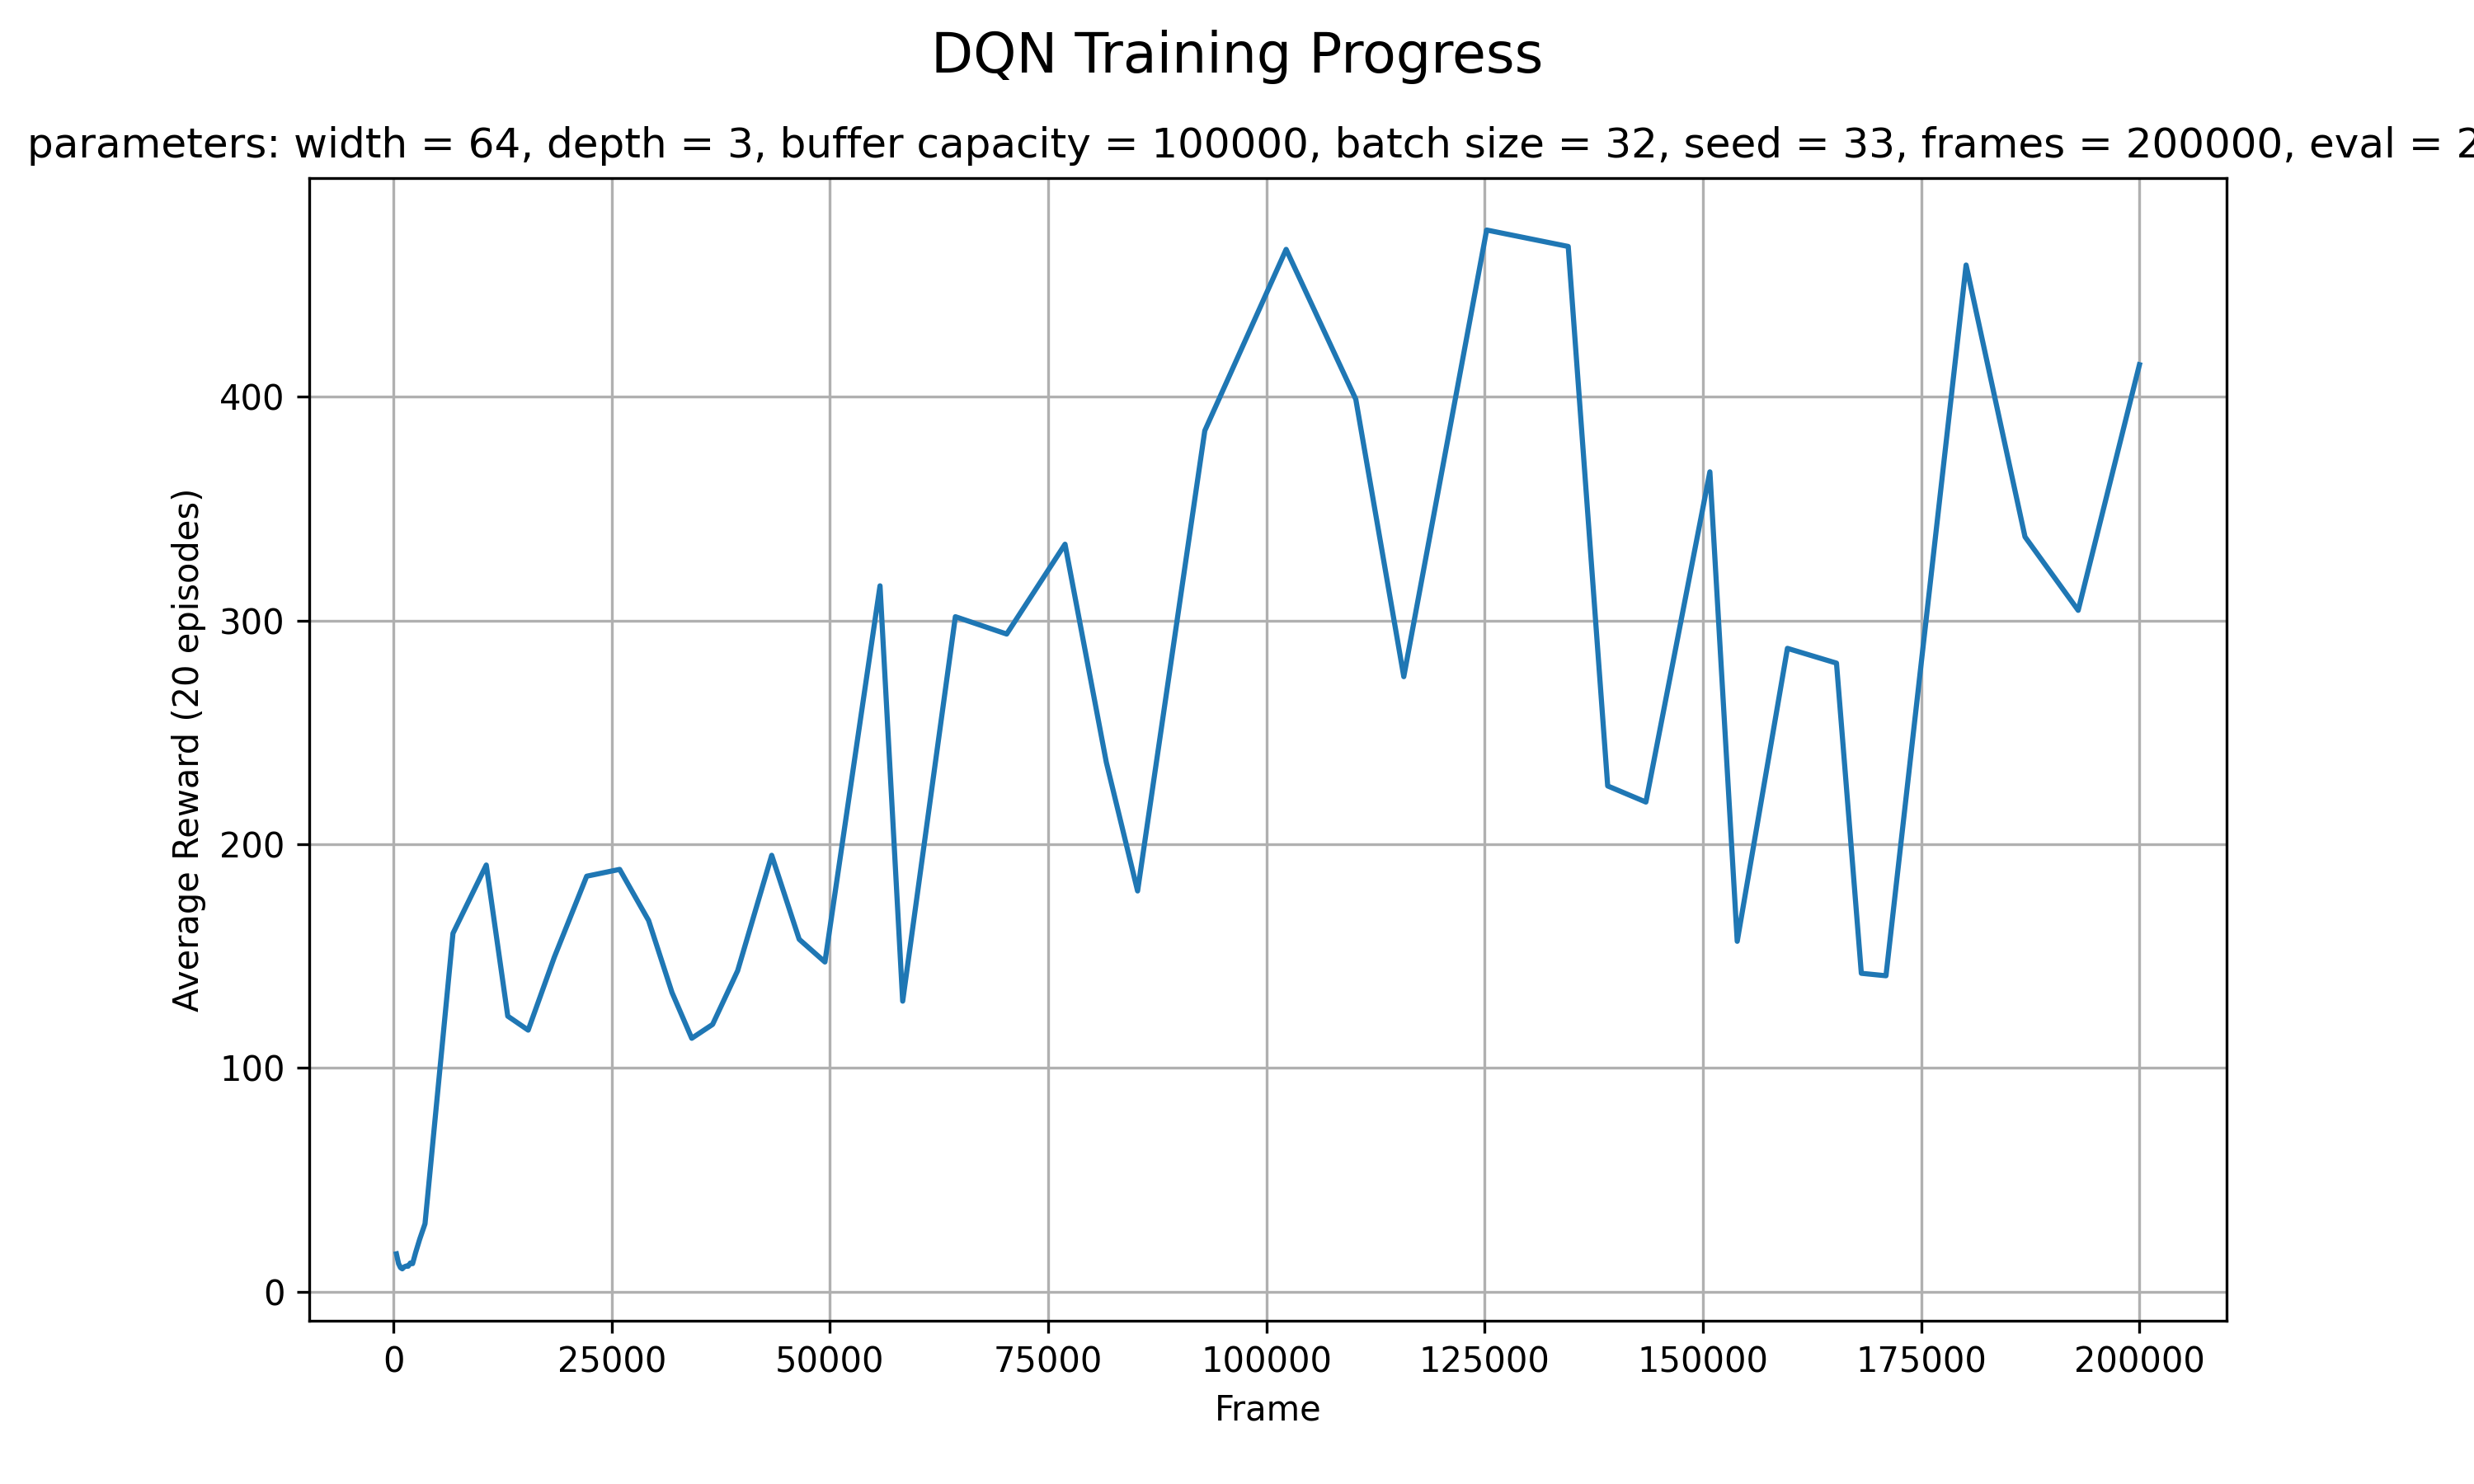 DQN Training Progress
parameters: width = 64, depth = 3, buffer capacity = 100000, batch size = 32, seed = 33, frames = 200000, eval = 2
Average Reward (20 episodes)
400
300
200
100
0
0 25000 50000 75000 100000 125000 150000 175000 200000
Frame